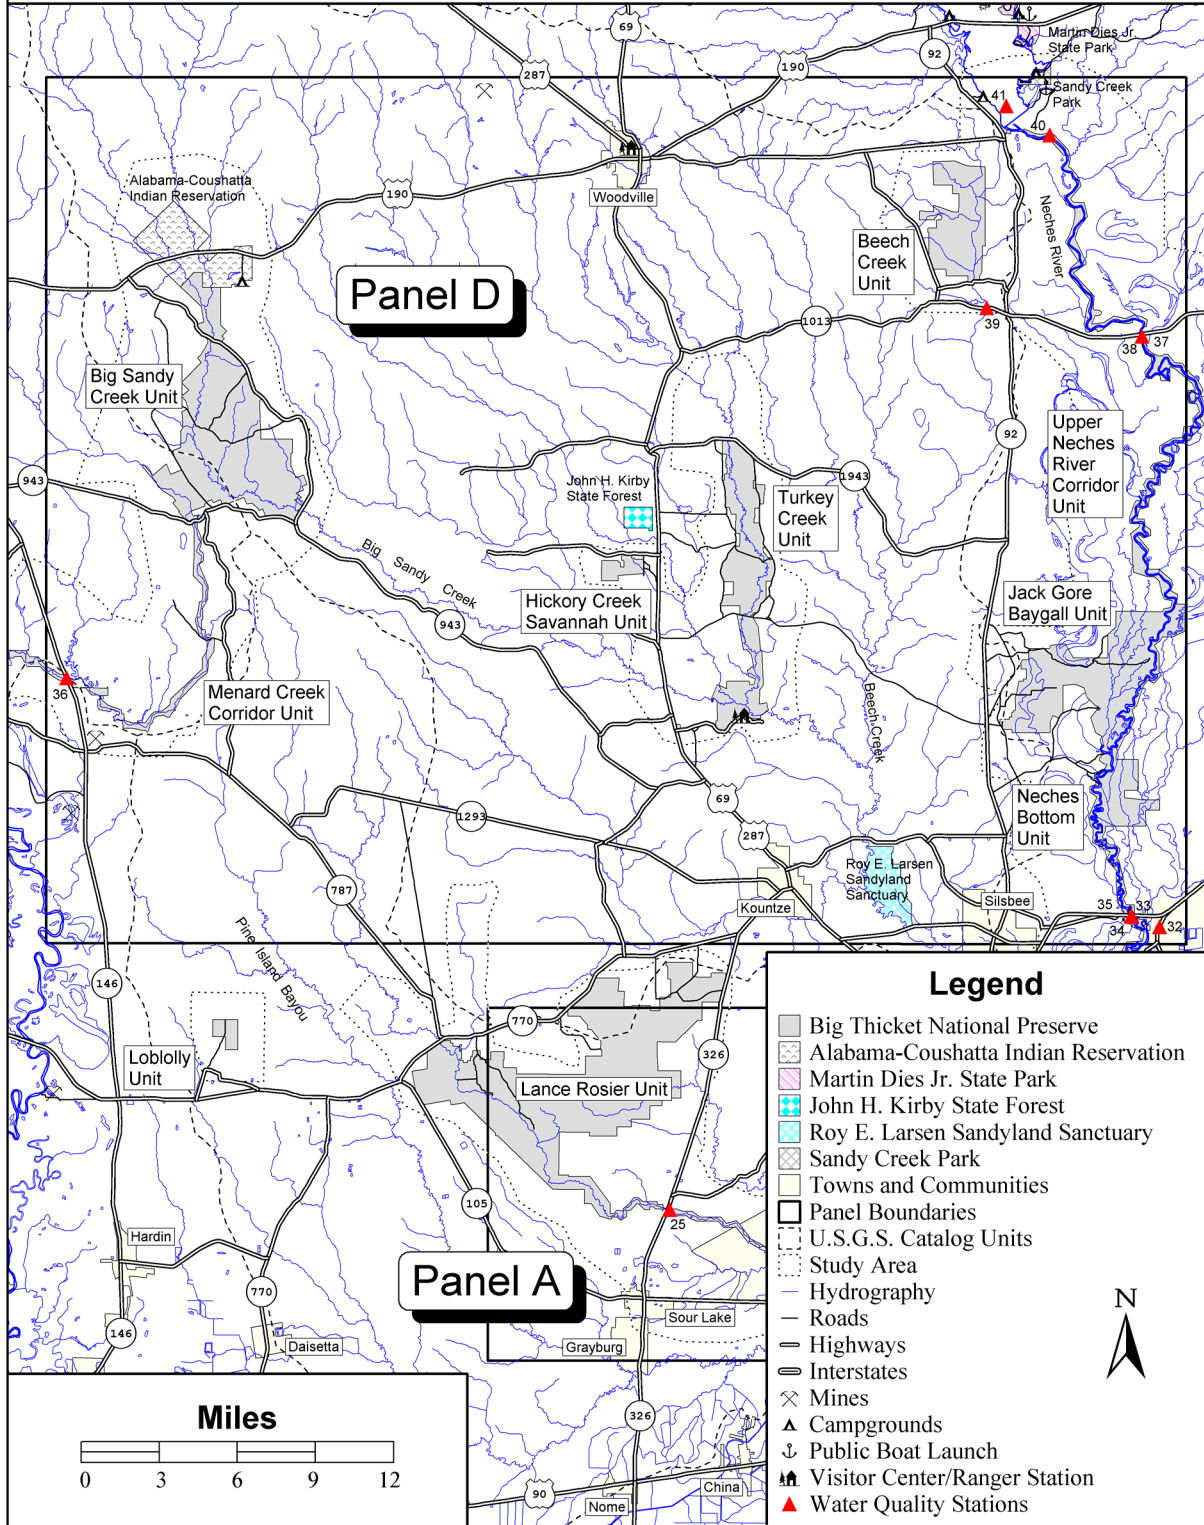 69
92
190
287
Martin Dies Jr.
State Park
Sandy Creek
Park
41
40
Alabama-Coushatta
Indian Reservation
190
Woodville
Neches River
Beech
Creek
Unit
Panel D
1013
39
38
37
Big Sandy
Creek Unit
92
Upper
Neches
River
Corridor
Unit
943
John H. Kirby
State Forest
1943
Turkey
Creek
Unit
Big Sandy Creek
Hickory Creek
Savannah Unit
Jack Gore
Baygall Unit
943
36
Menard Creek
Corridor Unit
Beech Creek
69
1293
287
Neches
Bottom
Unit
787
Roy E. Larsen
Sandyland
Sanctuary
Kountze
Silsbee
35
33
34
32
Pine Island Bayou
146
770
326
Loblolly
Unit
Lance Rosier Unit
105
25
Hardin
Panel A
770
146
Daisetta
Sour Lake
Grayburg
326
90
Nome
China
Miles
0 3 6 9 12
Legend
Big Thicket National Preserve
Alabama-Coushatta Indian Reservation
Martin Dies Jr. State Park
John H. Kirby State Forest
Roy E. Larsen Sandyland Sanctuary
Sandy Creek Park
Towns and Communities
Panel Boundaries
U.S.G.S. Catalog Units
Study Area
Hydrography
Roads
Highways
Interstates
Mines
Campgrounds
Public Boat Launch
Visitor Center/Ranger Station
Water Quality Stations
N